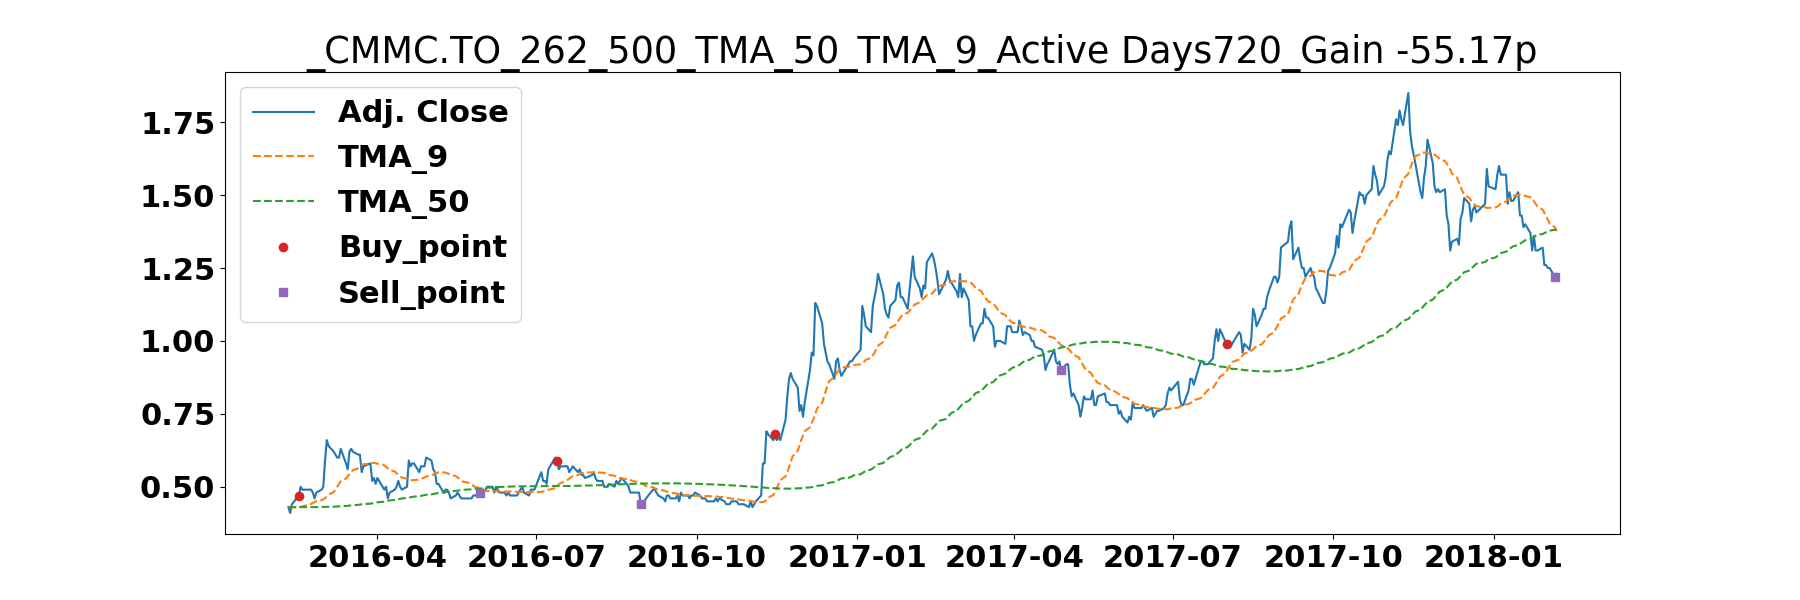 _CMMC.TO_262_500_TMA_50_TMA_9_Active Days720_Gain -55.17p
Adj. Close
TMA_9
TMA_50
Buy_point
Sell_point
1.75
1.50
1.25
1.00
0.75
0.50
2016-04 2016-07 2016-10 2017-01 2017-04 2017-07 2017-10 2018-01